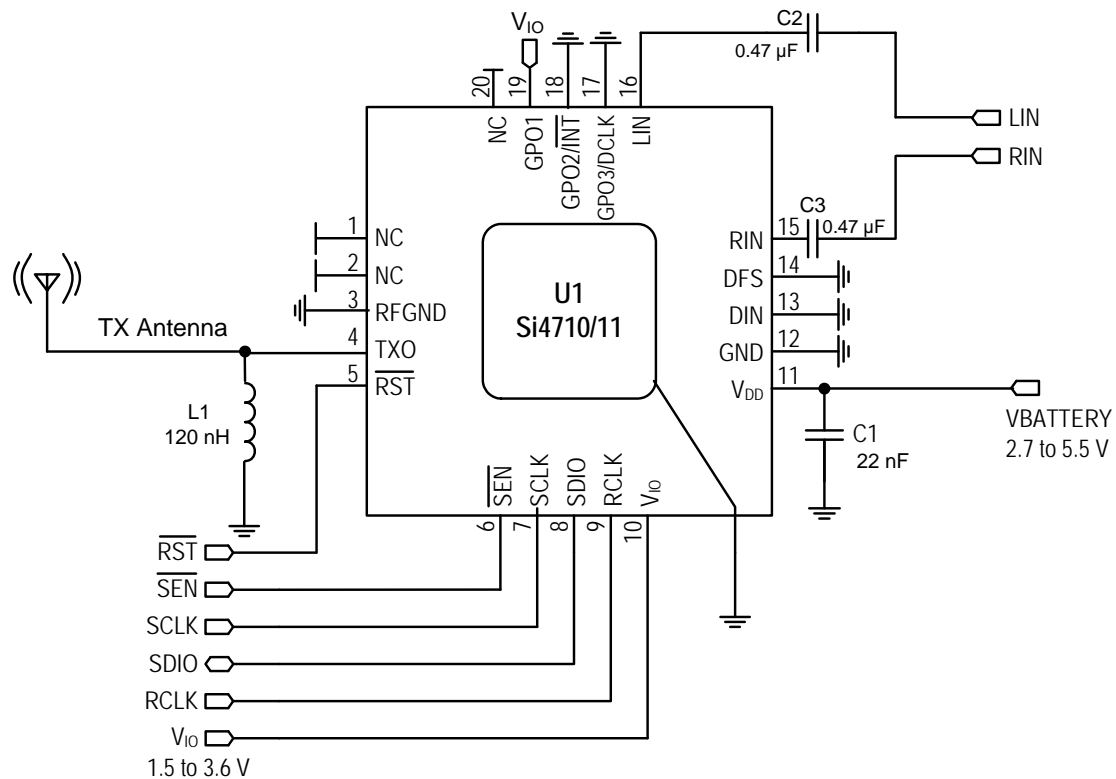 V_IO
C2
0.47 µF
20
19
18
17
16
NC
GPO1
GPO2/INT
GPO3/DCLK
LIN
LIN
RIN
C3
0.47 µF
1
NC
2
NC
3
RFGND
4
TXO
5
RST
TX Antenna
L1
120 nH
U1
Si4710/11
RIN
15
DFS
14
DIN
13
GND
12
V_DD
11
VBATTERY
2.7 to 5.5 V
C1
22 nF
SEN
SCLK
SDIO
RCLK
V_IO
6
7
8
9
10
RST
SEN
SCLK
SDIO
RCLK
V_IO
1.5 to 3.6 V